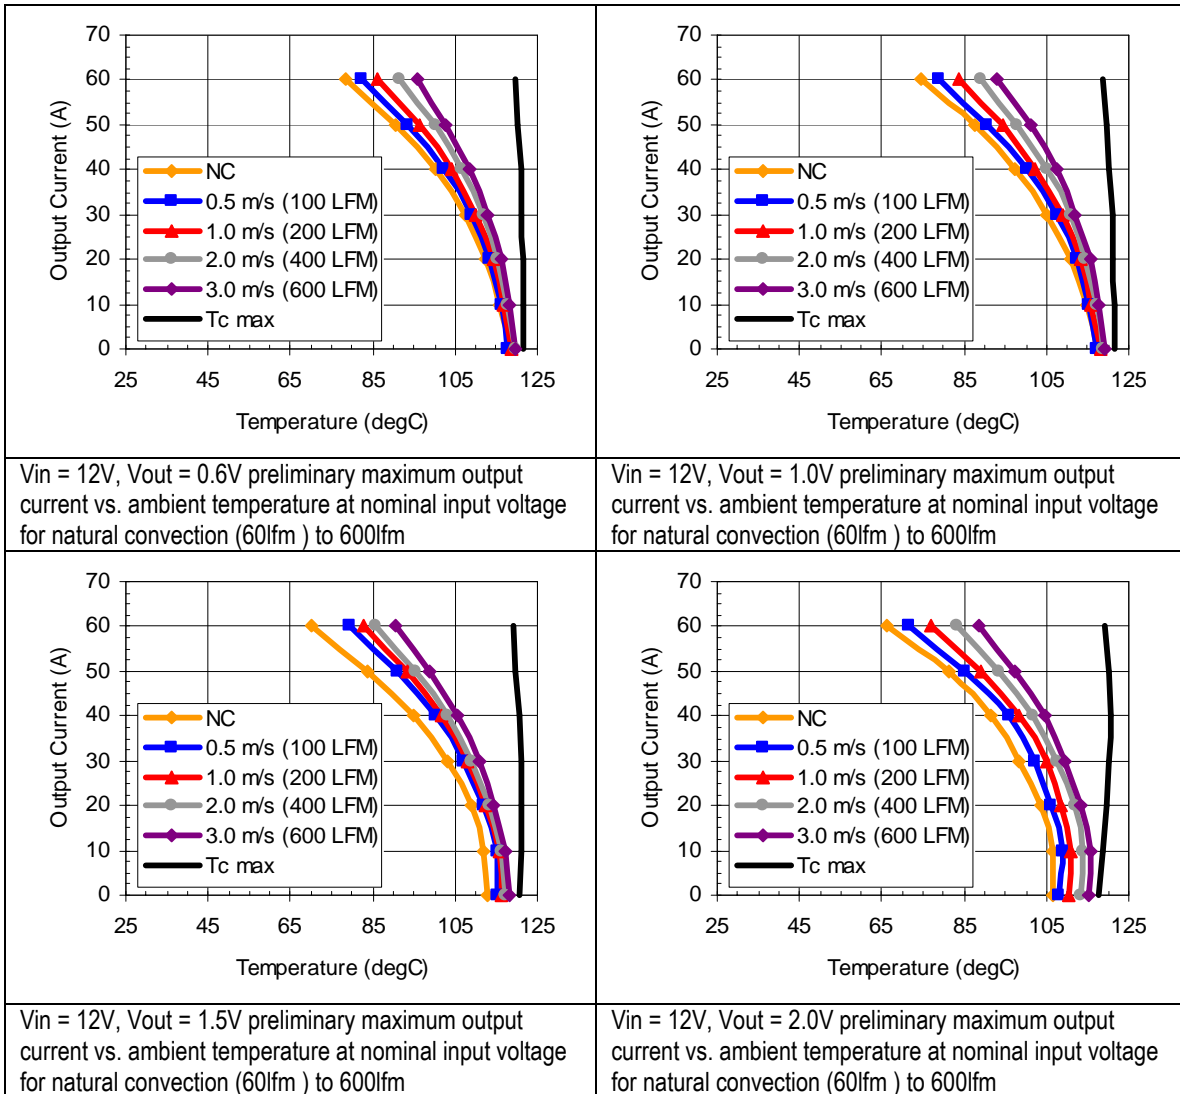 70
60
50
40
30
20
10
0
Output Current (A)
NC
0.5 m/s (100 LFM)
1.0 m/s (200 LFM)
2.0 m/s (400 LFM)
3.0 m/s (600 LFM)
Tc max
25 45 65 85 105 125
Temperature (degC)
Vin = 12V, Vout = 0.6V preliminary maximum output
current vs. ambient temperature at nominal input voltage
for natural convection (60lfm ) to 600lfm
70
60
50
40
30
20
10
0
Output Current (A)
NC
0.5 m/s (100 LFM)
1.0 m/s (200 LFM)
2.0 m/s (400 LFM)
3.0 m/s (600 LFM)
Tc max
25 45 65 85 105 125
Temperature (degC)
Vin = 12V, Vout = 1.0V preliminary maximum output
current vs. ambient temperature at nominal input voltage
for natural convection (60lfm ) to 600lfm
70
60
50
40
30
20
10
0
Output Current (A)
NC
0.5 m/s (100 LFM)
1.0 m/s (200 LFM)
2.0 m/s (400 LFM)
3.0 m/s (600 LFM)
Tc max
25 45 65 85 105 125
Temperature (degC)
Vin = 12V, Vout = 1.5V preliminary maximum output
current vs. ambient temperature at nominal input voltage
for natural convection (60lfm ) to 600lfm
70
60
50
40
30
20
10
0
Output Current (A)
NC
0.5 m/s (100 LFM)
1.0 m/s (200 LFM)
2.0 m/s (400 LFM)
3.0 m/s (600 LFM)
Tc max
25 45 65 85 105 125
Temperature (degC)
Vin = 12V, Vout = 2.0V preliminary maximum output
current vs. ambient temperature at nominal input voltage
for natural convection (60lfm ) to 600lfm